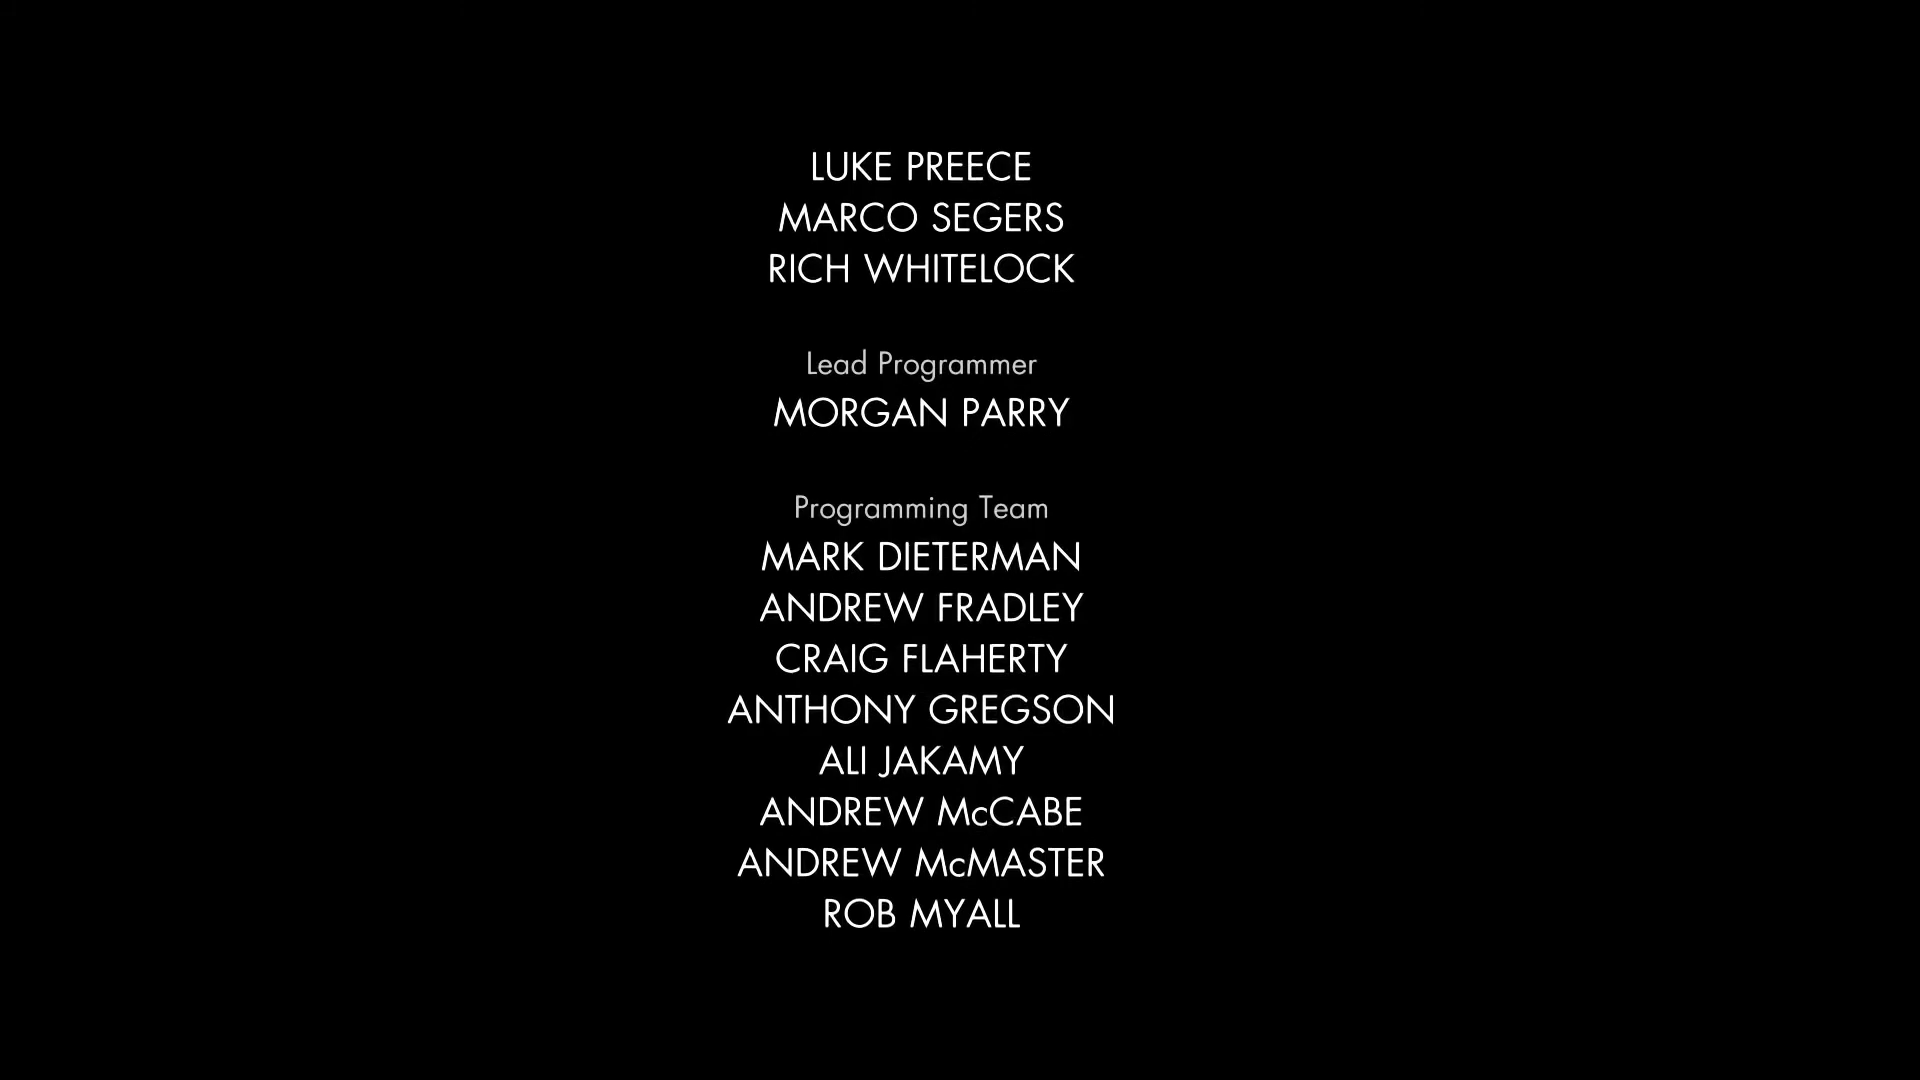 LUKE PREECE
MARCO SEGERS
RICH WHITELOCK
Lead Programmer
MORGAN PARRY
Programming Team
MARK DIETERMAN
ANDREW FRADLEY
CRAIG FLAHERTY
ANTHONY GREGSON
ALI JAKAMY
ANDREW McCABE
ANDREW McMASTER
ROB MYALL